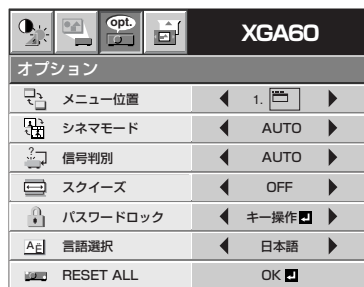 opt.
XGA60
オプション
メニュー位置 1.
シネマモード AUTO
信号判別 AUTO
スクイーズ OFF
パスワードロック キー操作
AÉ 言語選択 日本語
RESET ALL OK